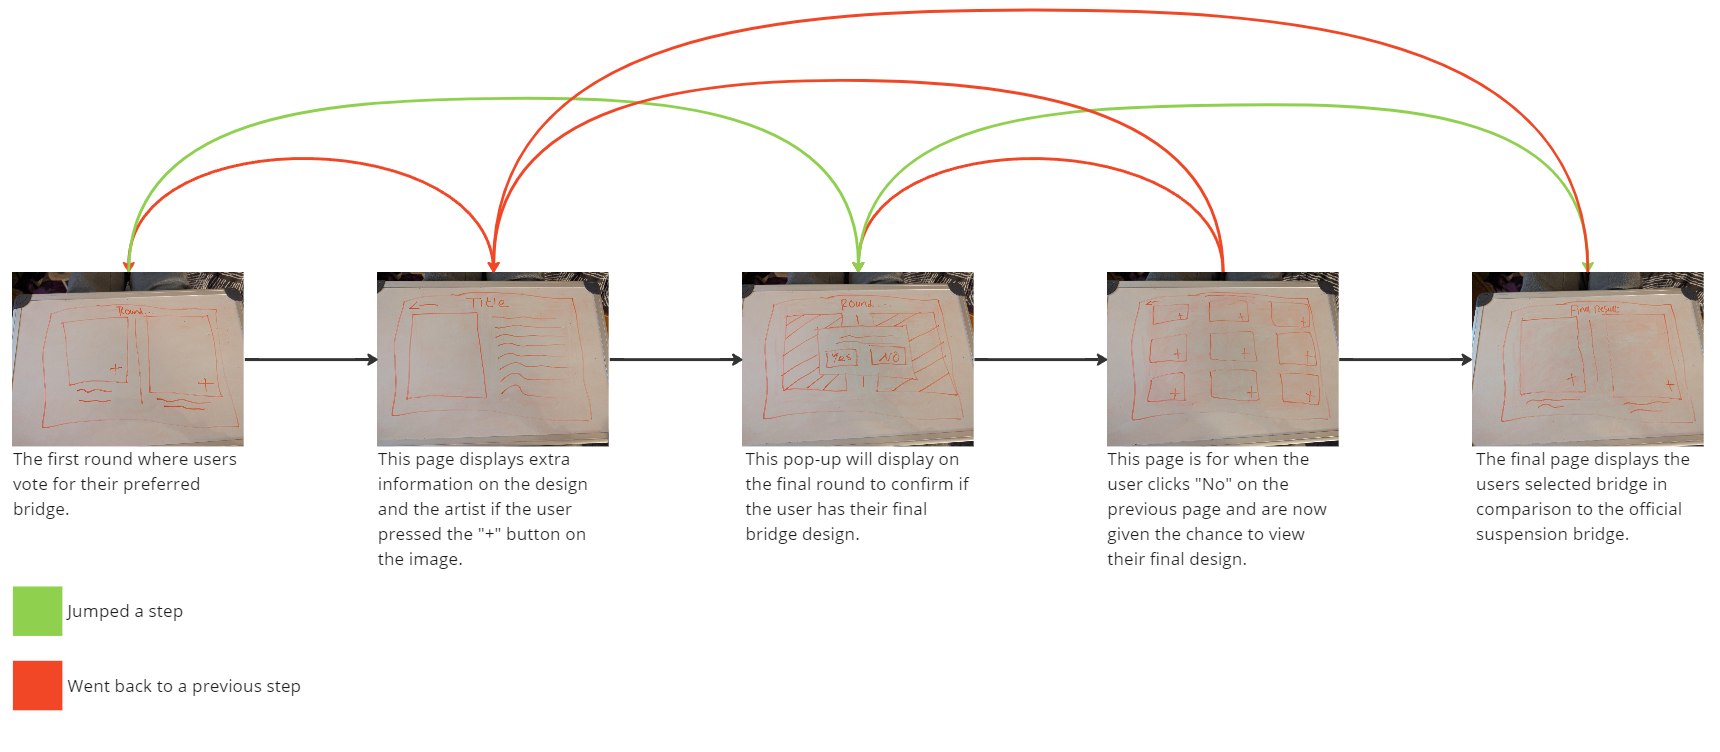 Round...
+
+
Title
Round...
Yes
NO
+
+
+
+
+
+
+
+
+
Final Result
+
+
The first round where users
vote for their preferred
bridge.
This page displays extra
information on the design
and the artist if the user
pressed the "+" button on
the image.
This pop-up will display on
the final round to confirm if
the user has their final
bridge design.
This page is for when the
user clicks "No" on the
previous page and are now
given the chance to view
their final design.
The final page displays the
users selected bridge in
comparison to the official
suspension bridge.
Jumped a step
Went back to a previous step